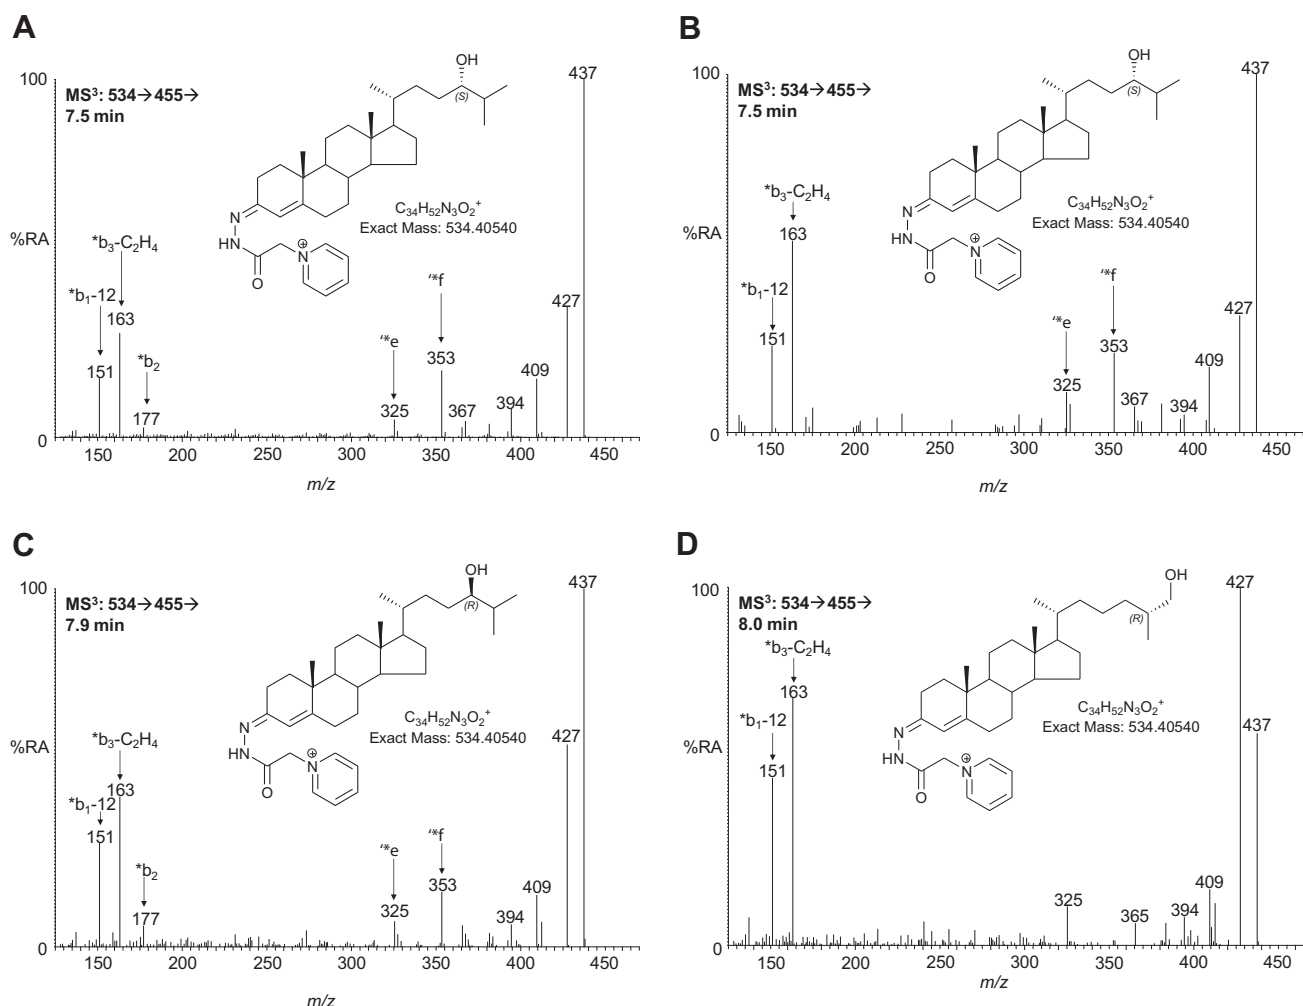 A
100
MS³: 534→455→
7.5 min
OH
(S)
437
*b₃-C₂H₄
*b₁-12
163
151
*b₂
177
%RA
N
HN
O
N
⊕
C₃₄H₅₂N₃O₂⁺
Exact Mass: 534.40540
‘*f
‘*e
353
325
367
394
409
427
0
150 200 250 300 350 400 450
m/z
B
100
MS³: 534→455→
7.5 min
OH
(S)
437
*b₃-C₂H₄
163
*b₁-12
151
%RA
N
HN
O
N
⊕
C₃₄H₅₂N₃O₂⁺
Exact Mass: 534.40540
‘*f
‘*e
353
325
367
394
409
427
0
150 200 250 300 350 400 450
m/z
C
100
MS³: 534→455→
7.9 min
OH
(R)
437
*b₃-C₂H₄
163
*b₁-12
151
*b₂
177
%RA
N
HN
O
N
⊕
C₃₄H₅₂N₃O₂⁺
Exact Mass: 534.40540
‘*f
‘*e
353
325
394
409
427
0
150 200 250 300 350 400 450
m/z
D
100
MS³: 534→455→
8.0 min
OH
(R)
427
*b₃-C₂H₄
163
*b₁-12
151
%RA
N
HN
O
N
⊕
C₃₄H₅₂N₃O₂⁺
Exact Mass: 534.40540
437
325
365
394
409
0
150 200 250 300 350 400 450
m/z